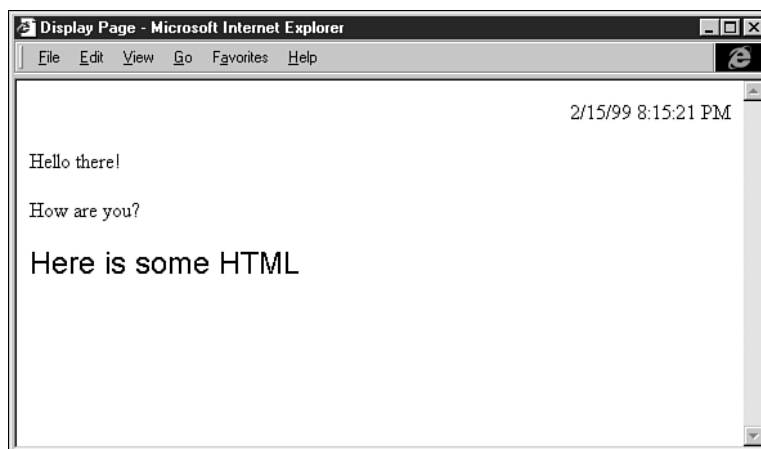 Display Page - Microsoft Internet Explorer
File Edit View Go Favorites Help
2/15/99 8:15:21 PM
Hello there!
How are you?
Here is some HTML